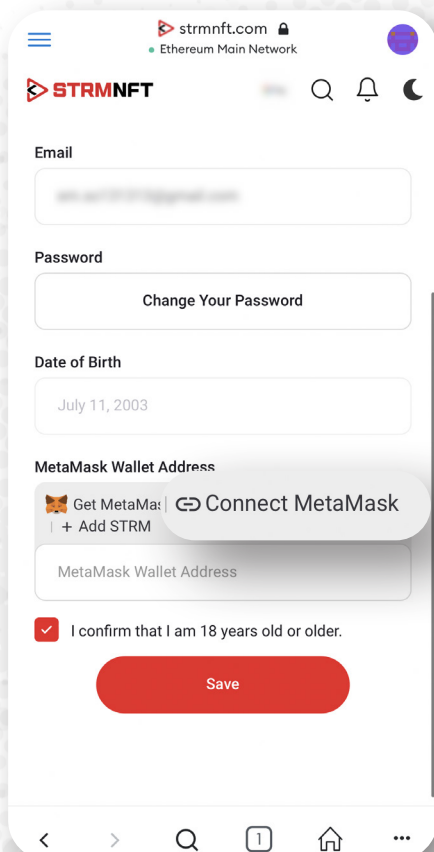 strmnft.com
Ethereum Main Network
STRMNFT
Email
Password
Change Your Password
Date of Birth
July 11, 2003
MetaMask Wallet Address
Get MetaMas
Connect MetaMask
+ Add STRM
MetaMask Wallet Address
I confirm that I am 18 years old or older.
Save
1